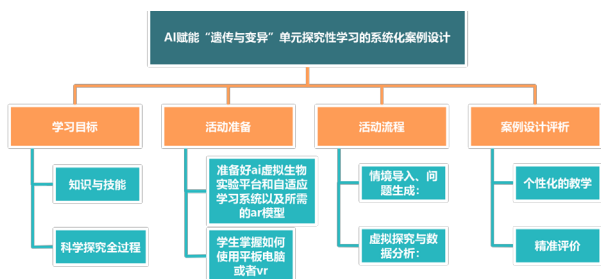 AI赋能“遗传与变异”单元探究性学习的系统化案例设计
学习目标
活动准备
活动流程
案例设计评析
知识与技能
科学探究全过程
准备好ai虚拟生物
实验平台和自适应
学习系统以及所需
的ar模型
学生掌握如何
使用平板电脑
或者vr
情境导入、问
题生成：
虚拟探究与数
据分析：
个性化的教学
精准评价